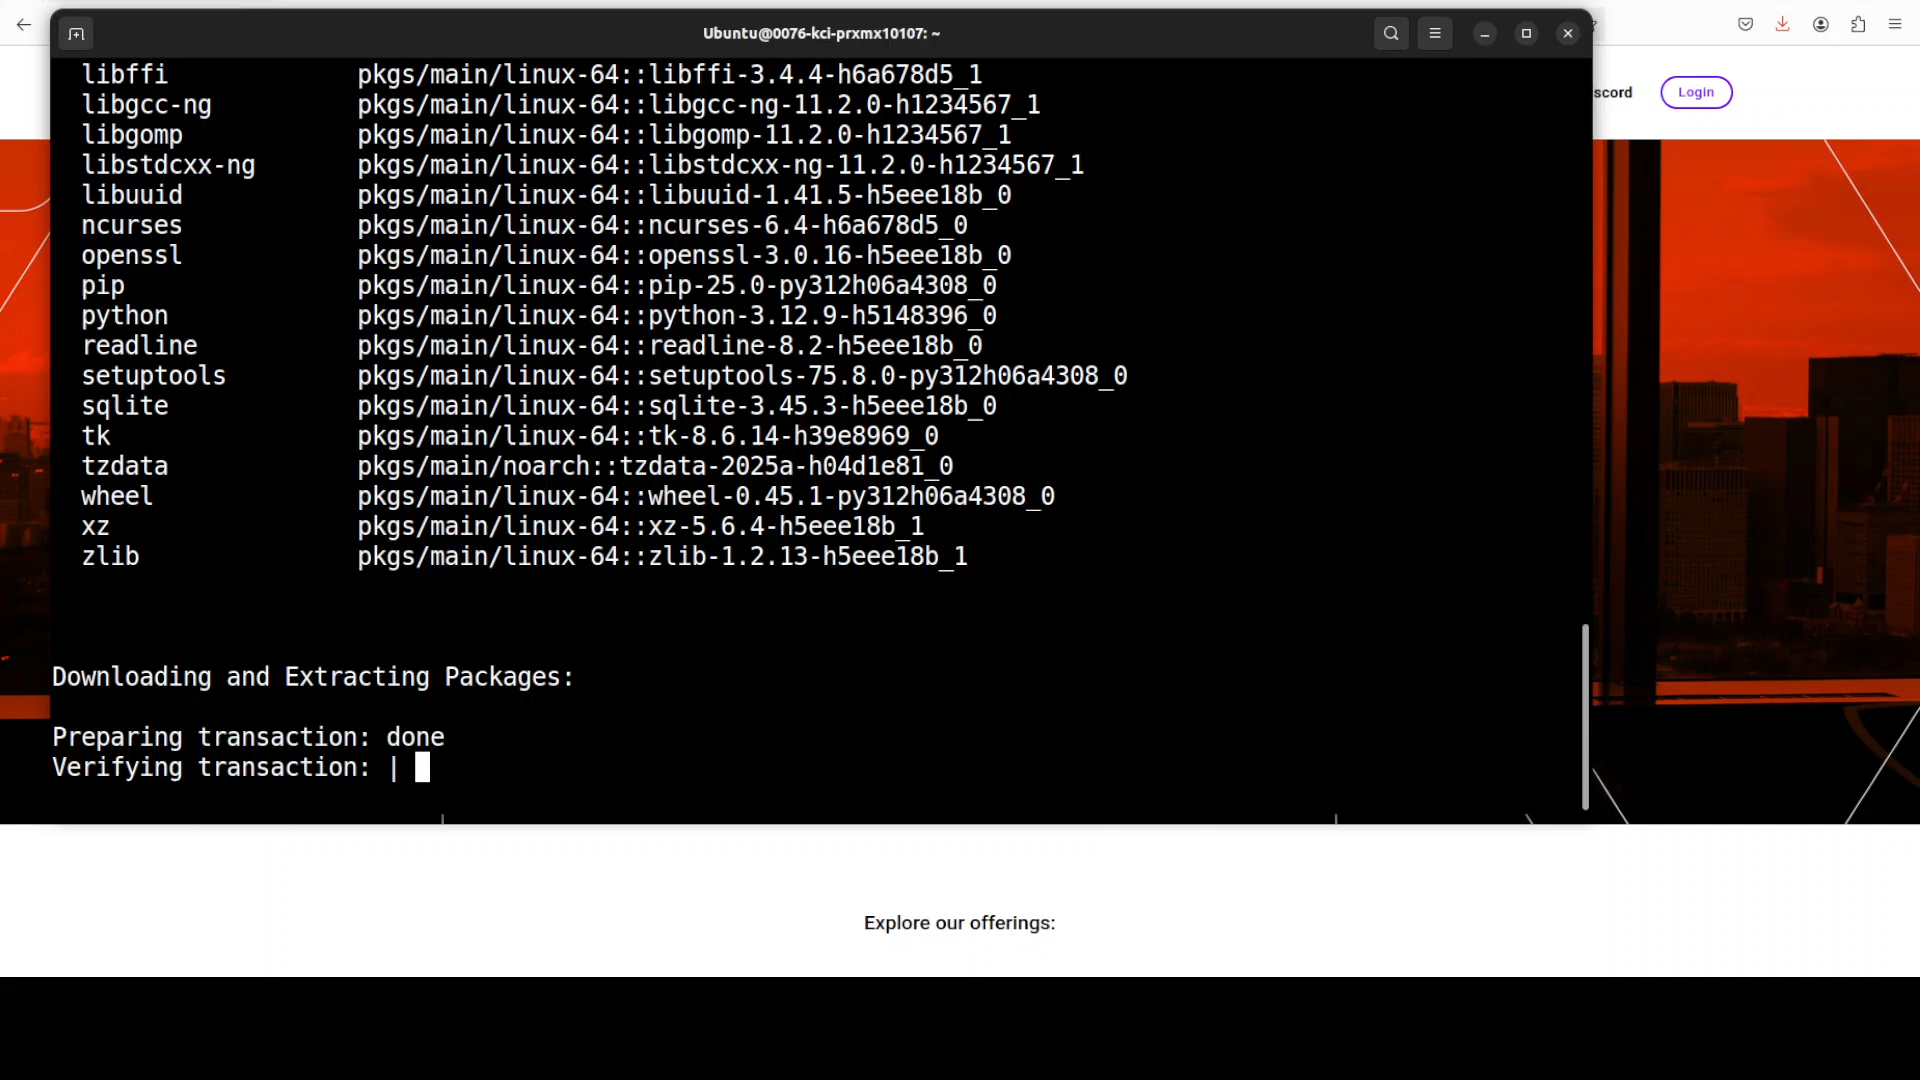 Ubuntu@0076-kci-prxmx10107: ~
libffi pkgs/main/linux-64::libffi-3.4.4-h6a678d5_1
libgcc-ng pkgs/main/linux-64::libgcc-ng-11.2.0-h1234567_1
libgomp pkgs/main/linux-64::libgomp-11.2.0-h1234567_1
libstdcxx-ng pkgs/main/linux-64::libstdcxx-ng-11.2.0-h1234567_1
libuuid pkgs/main/linux-64::libuuid-1.41.5-h5eee18b_0
ncurses pkgs/main/linux-64::ncurses-6.4-h6a678d5_0
openssl pkgs/main/linux-64::openssl-3.0.16-h5eee18b_0
pip pkgs/main/linux-64::pip-25.0-py312h06a4308_0
python pkgs/main/linux-64::python-3.12.9-h5148396_0
readline pkgs/main/linux-64::readline-8.2-h5eee18b_0
setuptools pkgs/main/linux-64::setuptools-75.8.0-py312h06a4308_0
sqlite pkgs/main/linux-64::sqlite-3.45.3-h5eee18b_0
tk pkgs/main/linux-64::tk-8.6.14-h39e8969_0
tzdata pkgs/main/noarch::tzdata-2025a-h04d1e81_0
wheel pkgs/main/linux-64::wheel-0.45.1-py312h06a4308_0
xz pkgs/main/linux-64::xz-5.6.4-h5eee18b_1
zlib pkgs/main/linux-64::zlib-1.2.13-h5eee18b_1
Downloading and Extracting Packages:
Preparing transaction: done
Verifying transaction: |
scord
Login
Explore our offerings: